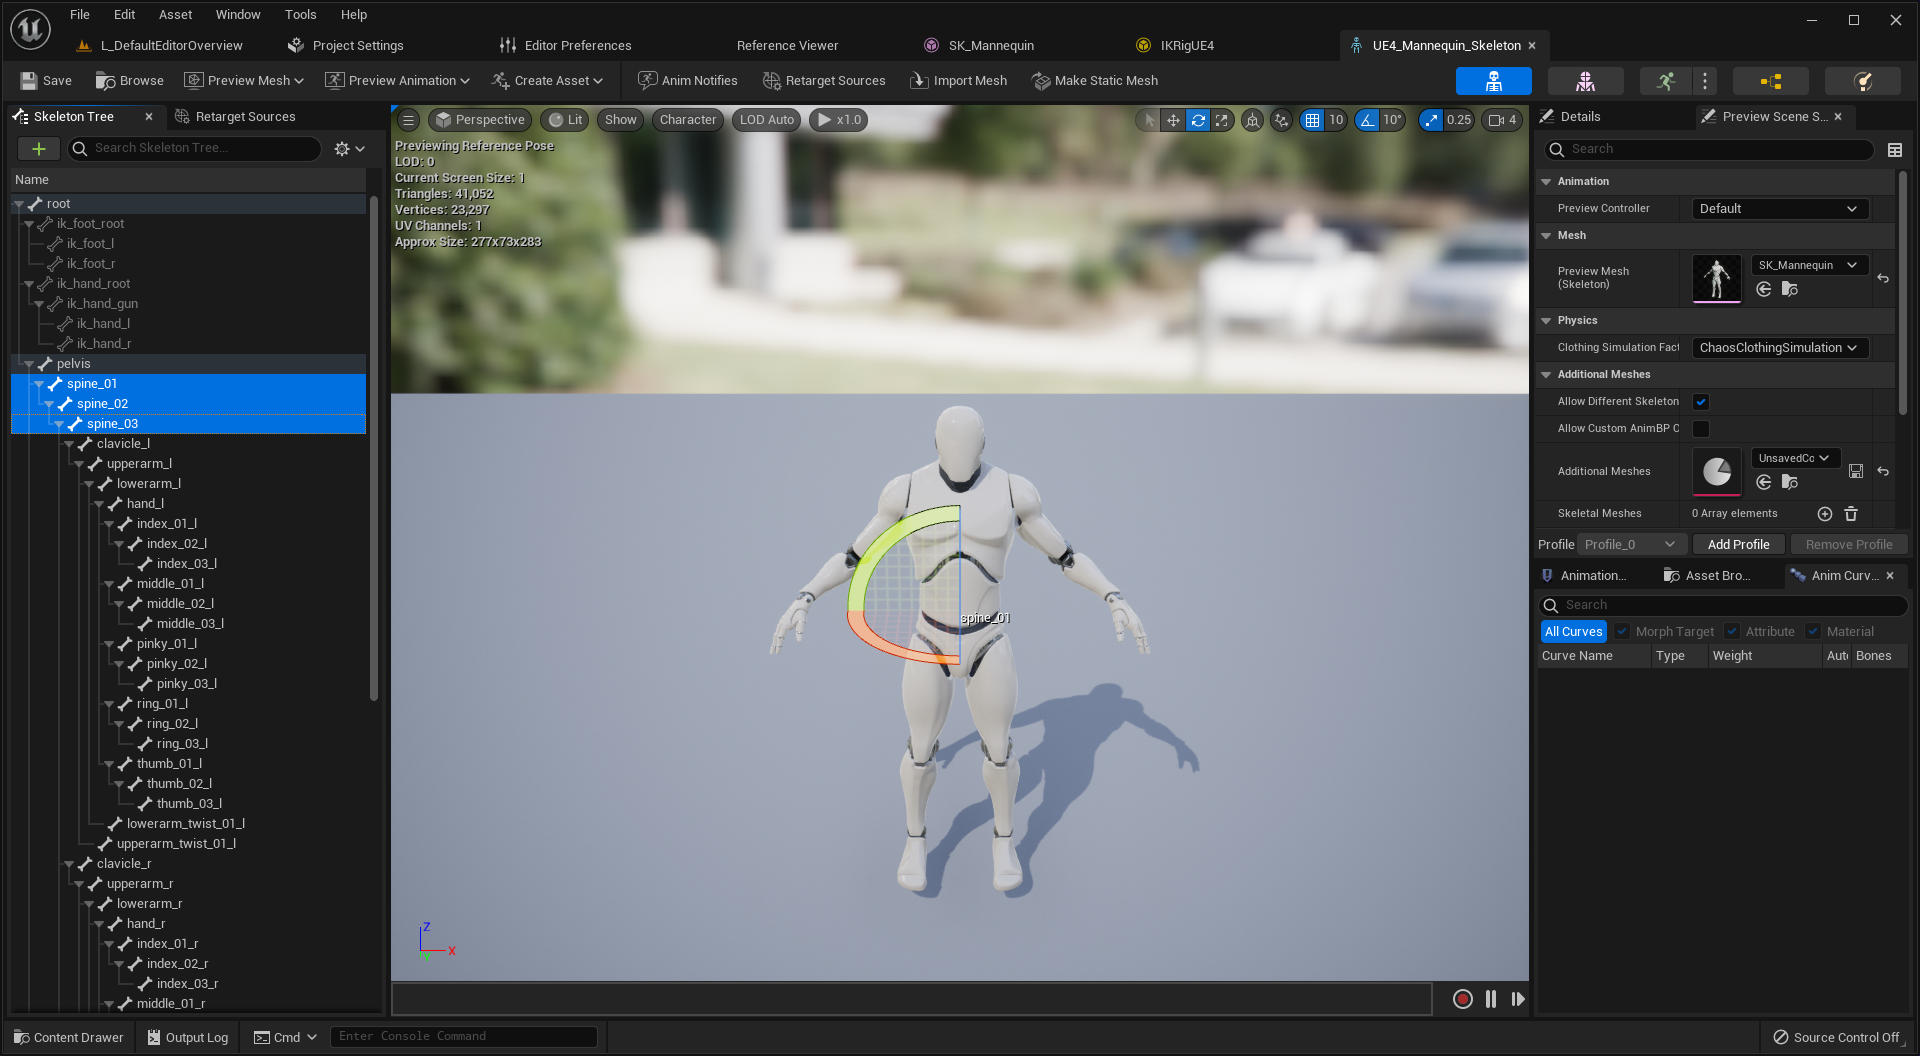 File Edit Asset Window Tools Help
L_DefaultEditorOverview Project Settings Editor Preferences Reference Viewer SK_Mannequin IKRigUE4 UE4_Mannequin_Skeleton
Save Browse Preview Mesh Preview Animation Create Asset Anim Notifies Retarget Sources Import Mesh Make Static Mesh
Skeleton Tree Retarget Sources
Search Skeleton Tree...
Name
root
ik_foot_root
ik_foot_l
ik_foot_r
ik_hand_root
ik_hand_gun
ik_hand_l
ik_hand_r
pelvis
spine_01
spine_02
spine_03
clavicle_l
upperarm_l
lowerarm_l
hand_l
index_01_l
index_02_l
index_03_l
middle_01_l
middle_02_l
middle_03_l
pinky_01_l
pinky_02_l
pinky_03_l
ring_01_l
ring_02_l
ring_03_l
thumb_01_l
thumb_02_l
thumb_03_l
lowerarm_twist_01_l
upperarm_twist_01_l
clavicle_r
upperarm_r
lowerarm_r
hand_r
index_01_r
index_02_r
index_03_r
middle_01_r
Perspective Lit Show Character LOD Auto x1.0 10 10° 0.25 4
Previewing Reference Pose
LOD: 0
Current Screen Size: 1
Triangles: 41,052
Vertices: 23,297
UV Channels: 1
Approx Size: 277x73x283
spine_01
Z
X
Y
Details Preview Scene S...
Search
Animation
Preview Controller Default
Mesh
Preview Mesh
(Skeleton)
SK_Mannequin
Physics
Clothing Simulation Fact ChaosClothingSimulation
Additional Meshes
Allow Different Skeleton
Allow Custom AnimBP C
Additional Meshes UnsavedCo
Skeletal Meshes 0 Array elements
Profile Profile_0 Add Profile Remove Profile
Animation... Asset Bro... Anim Curv...
Search
All Curves Morph Target Attribute Material
Curve Name Type Weight Aut Bones
Content Drawer Output Log Cmd Enter Console Command Source Control Off